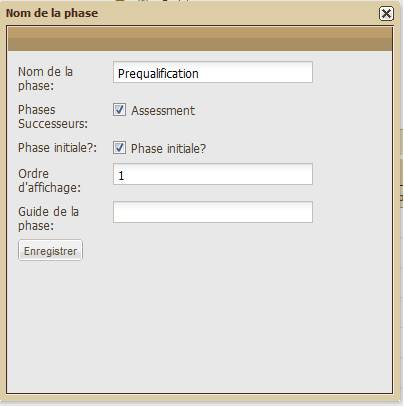 Nom de la phase
Nom de la
phase:
Prequalification
Phases
Successeurs:
Assessment
Phase initiale?:
Phase initiale?
Ordre
d'affichage:
1
Guide de la
phase:
Enregistrer